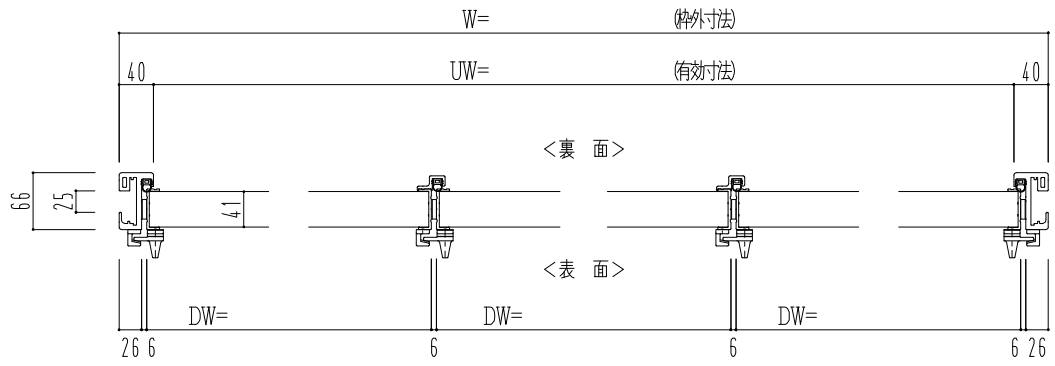 W= (枠外寸法)
40 UW= (有効寸法) 40
<裏 面>
66 25 41
<表 面>
DW= DW= DW=
26 6 6 6 6 26